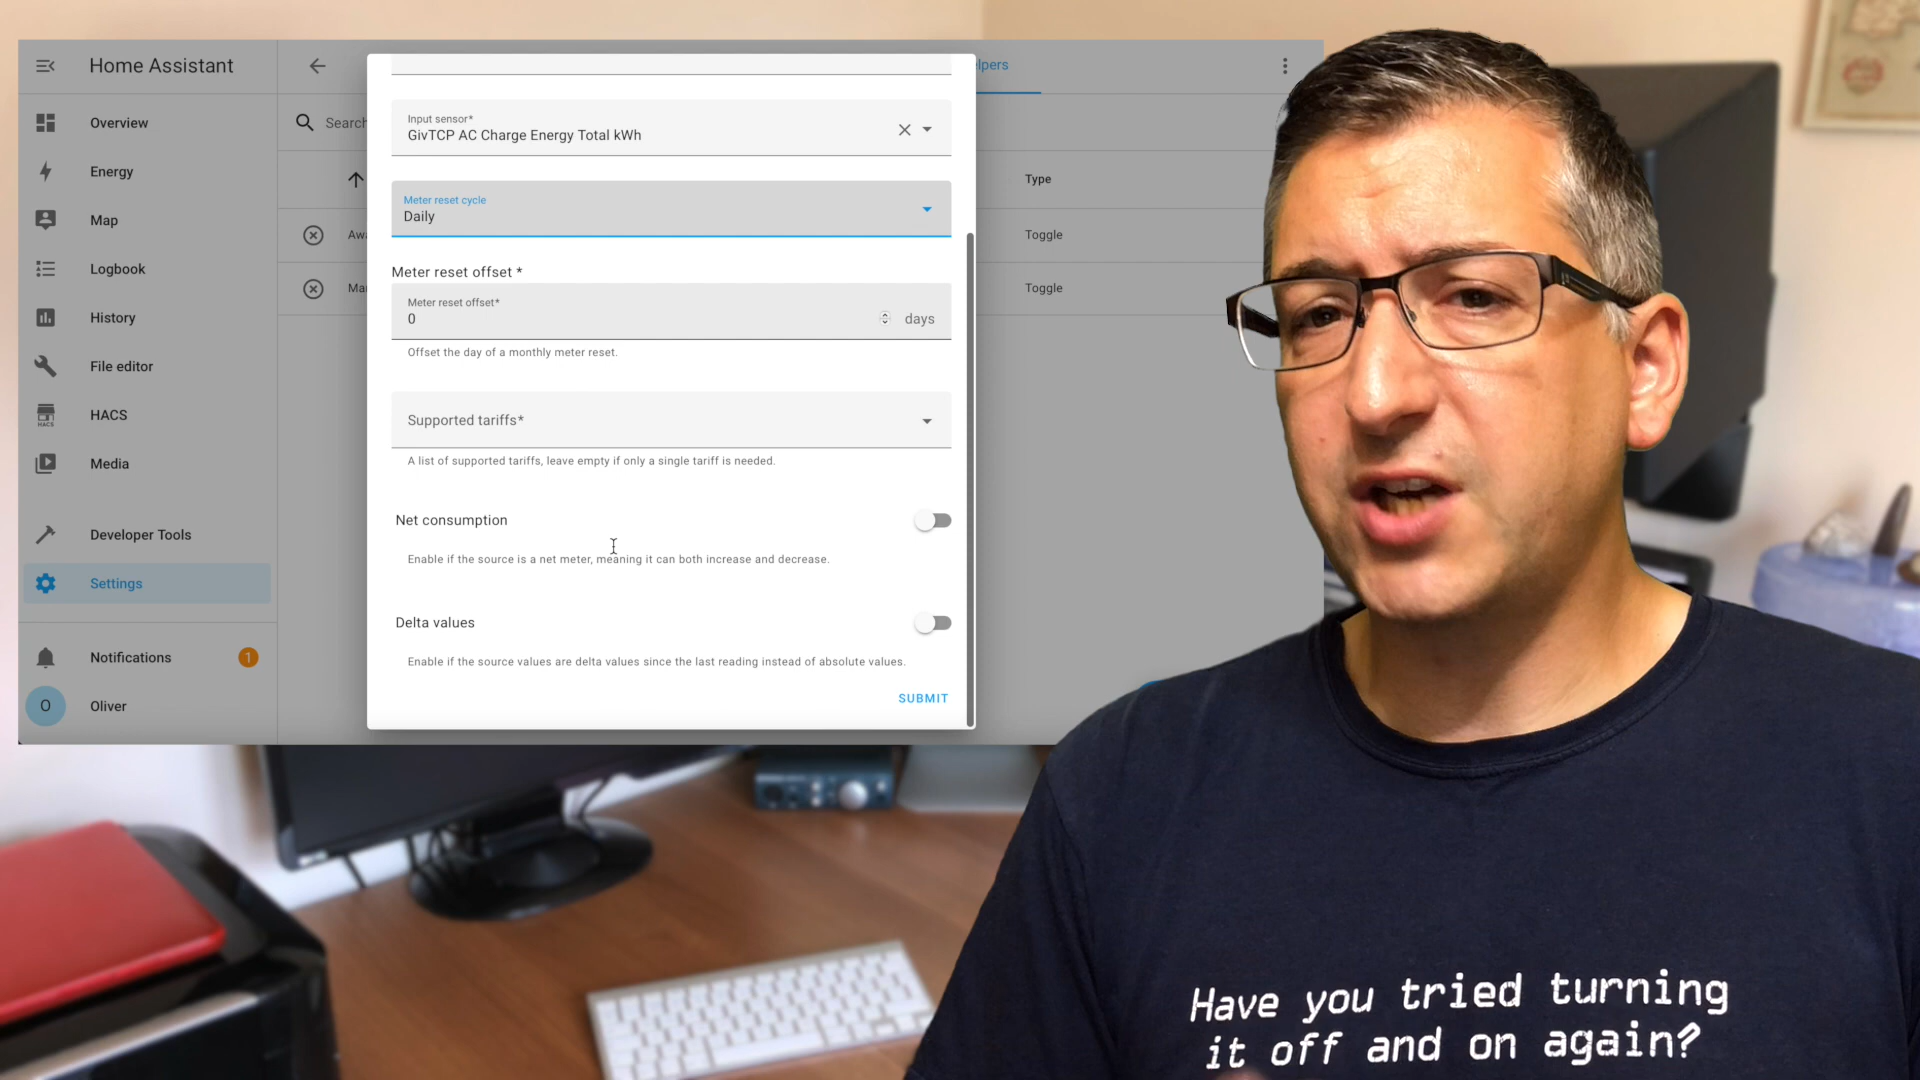 Home Assistant
Overview
Energy
Map
Logbook
History
File editor
HACS
HACS
Media
Developer Tools
Settings
Notifications
1
O
Oliver
lpers
Search
Type
Awa
Toggle
Mai
Toggle
Input sensor*
GivTCP AC Charge Energy Total kWh
Meter reset cycle
Daily
Meter reset offset *
Meter reset offset*
0
days
Offset the day of a monthly meter reset.
Supported tariffs*
A list of supported tariffs, leave empty if only a single tariff is needed.
Net consumption
Enable if the source is a net meter, meaning it can both increase and decrease.
Delta values
Enable if the source values are delta values since the last reading instead of absolute values.
SUBMIT
Have you tried turning
it off and on again?